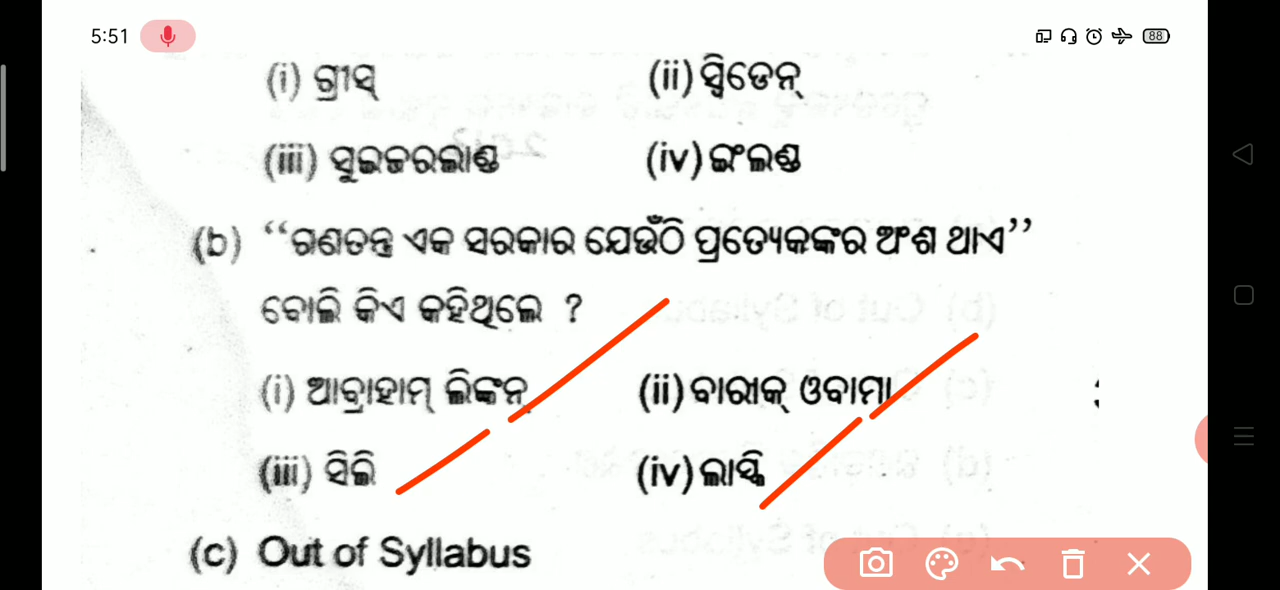 5:51 88
(i) ଗ୍ରୀସ୍ (ii) ସ୍ୱିଡେନ୍
(iii) ସୁଇଜରଲାଣ୍ଡ (iv) ଇଂଲଣ୍ଡ
(b) ‘‘ଗଣତନ୍ତ୍ର ଏକ ସରକାର ଯେଉଁଠି ପ୍ରତ୍ୟେକଙ୍କର ଅଂଶ ଥାଏ’’
ବୋଲି କିଏ କହିଥିଲେ ?
(i) ଆବ୍ରାହାମ୍ ଲିଙ୍କନ୍ (ii) ବାରୀକ୍ ଓବାମା
(iii) ସିଲି (iv) ଲାସ୍କି
(c) Out of Syllabus